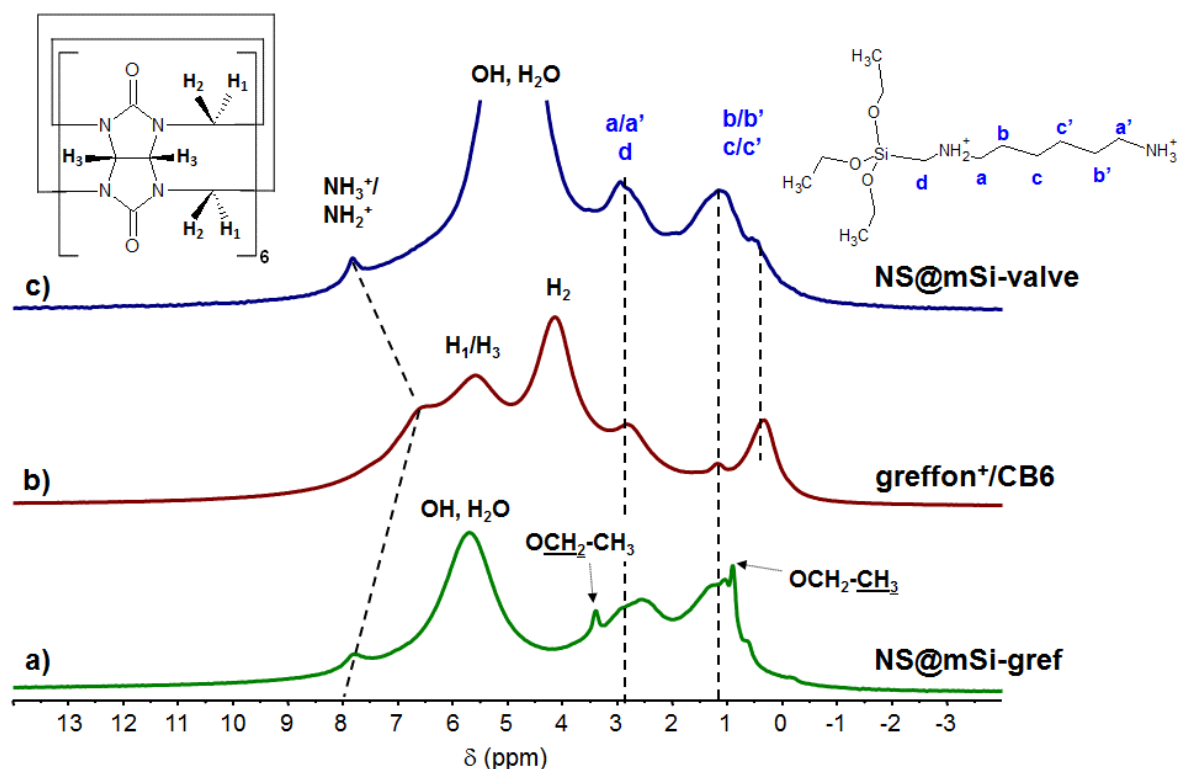 O
H₂ H₁
N N
H₃ H₃
N N
O
H₂ H₁
6
OH, H₂O
H₃C
O
CH₃
O
Si
H₃C
O
O
H₃C
NH₂⁺
NH₃⁺
d
a
b
c
c’
b’
a’
NH₃⁺/
NH₂⁺
a/a’
d
b/b’
c/c’
c)
NS@mSi-valve
H₁/H₃
H₂
b)
greffon⁺/CB6
OH, H₂O
OCH₂-CH₃
OCH₂-CH₃
a)
NS@mSi-gref
13 12 11 10 9 8 7 6 5 4 3 2 1 0 -1 -2 -3
δ (ppm)